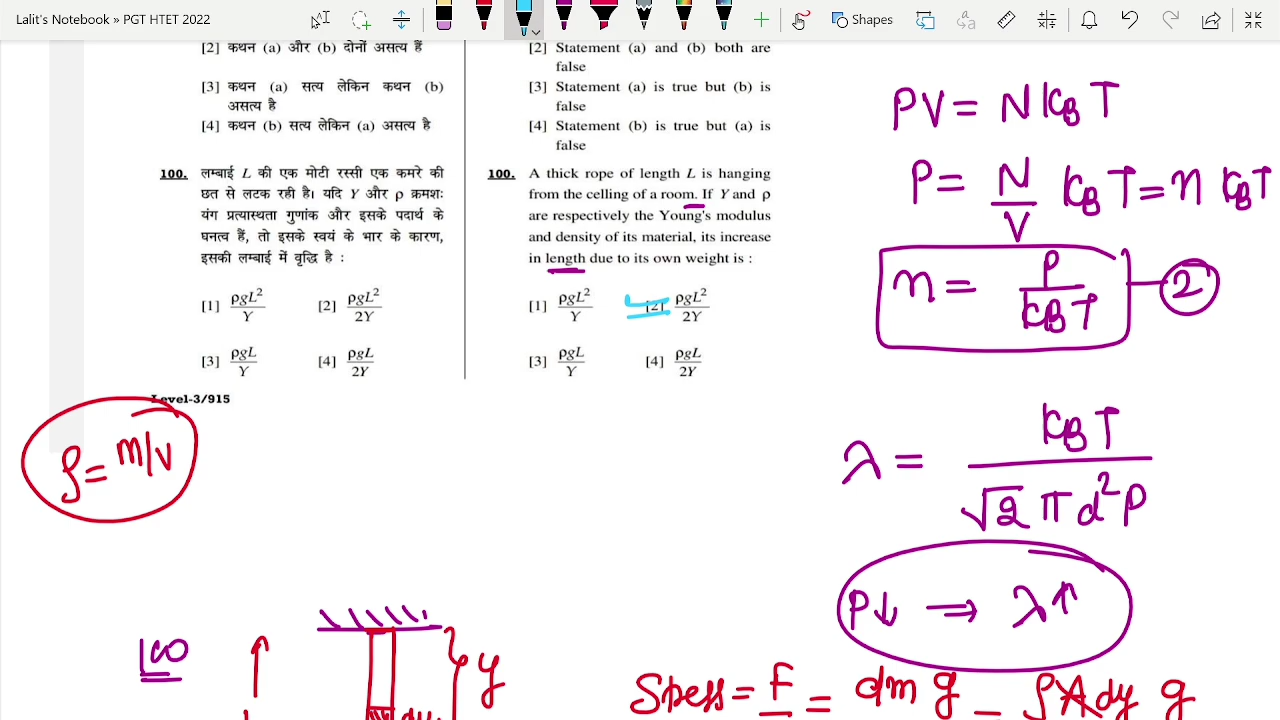 Lalit's Notebook » PGT HTET 2022
Shapes
[2] कथन (a) और (b) दोनों असत्य हैं
[3] कथन (a) सत्य लेकिन कथन (b)
असत्य है
[4] कथन (b) सत्य लेकिन (a) असत्य है
100. लम्बाई L की एक मोटी रस्सी एक कमरे की
छत से लटक रही है। यदि Y और ρ क्रमशः
यंग प्रत्यास्थता गुणांक और इसके पदार्थ के
घनत्व हैं, तो इसके स्वयं के भार के कारण,
इसकी लम्बाई में वृद्धि है :
[1] ρgL²/Y [2] ρgL²/2Y
[3] ρgL/Y [4] ρgL/2Y
Level-3/915
[2] Statement (a) and (b) both are
false
[3] Statement (a) is true but (b) is
false
[4] Statement (b) is true but (a) is
false
100. A thick rope of length L is hanging
from the celling of a room. If Y and ρ
are respectively the Young's modulus
and density of its material, its increase
in length due to its own weight is :
[1] ρgL²/Y [2] ρgL²/2Y
[3] ρgL/Y [4] ρgL/2Y
PV = N KB T
P = N/V KB T = n KB T
n = P/KBT — 2
λ = KB T/√2 π d² P
P↓ ⇒ λ↑
ρ = m/v
100
y
dy
Stress = F = dm g = ρ A dy g